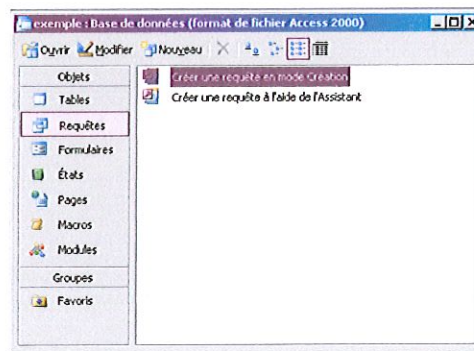 exemple : Base de données (format de fichier Access 2000)
Ouvrir Modifier Nouveau
Objets
Tables
Requêtes
Formulaires
États
Pages
Macros
Modules
Groupes
Favoris
Créer une requête en mode Création
Créer une requête à l'aide de l'Assistant